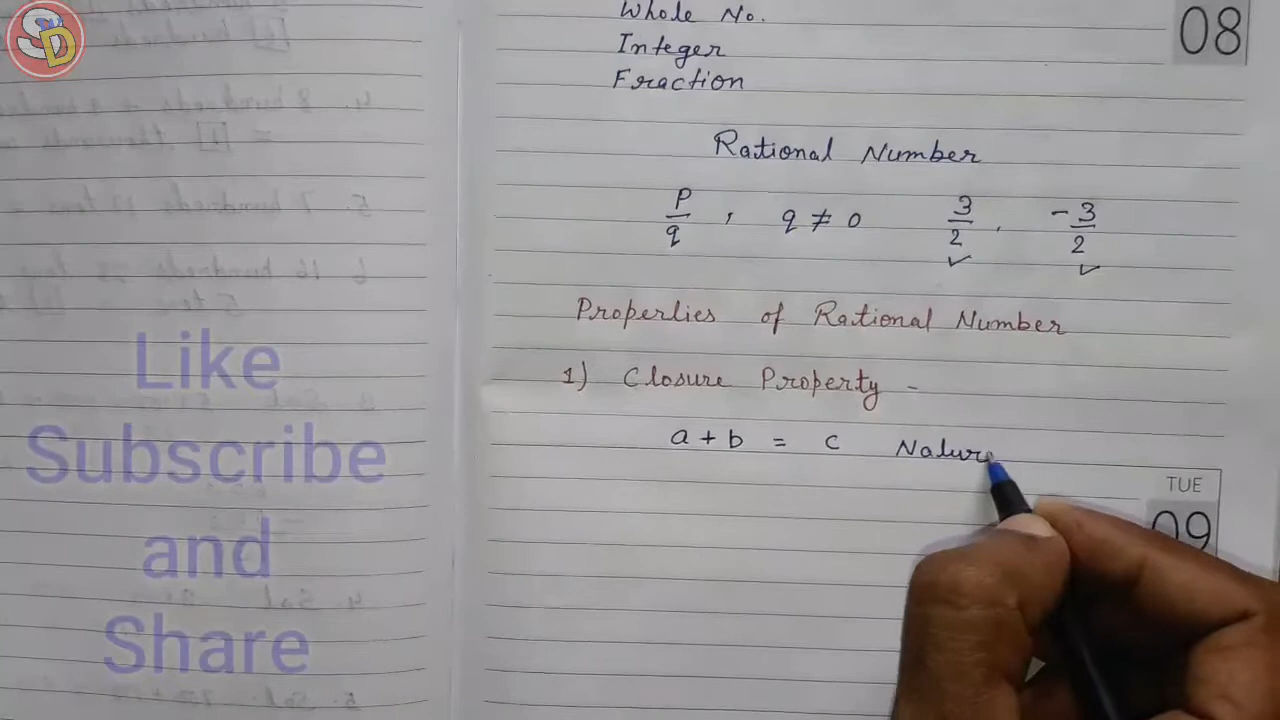 SD
Whole No.
08
Integer
Fraction
Rational Number
p/q , q ≠ 0 3/2 , -3/2
Properties of Rational Number
1) Closure Property -
a + b = c Natur
TUE
09
Like
Subscribe
and
Share